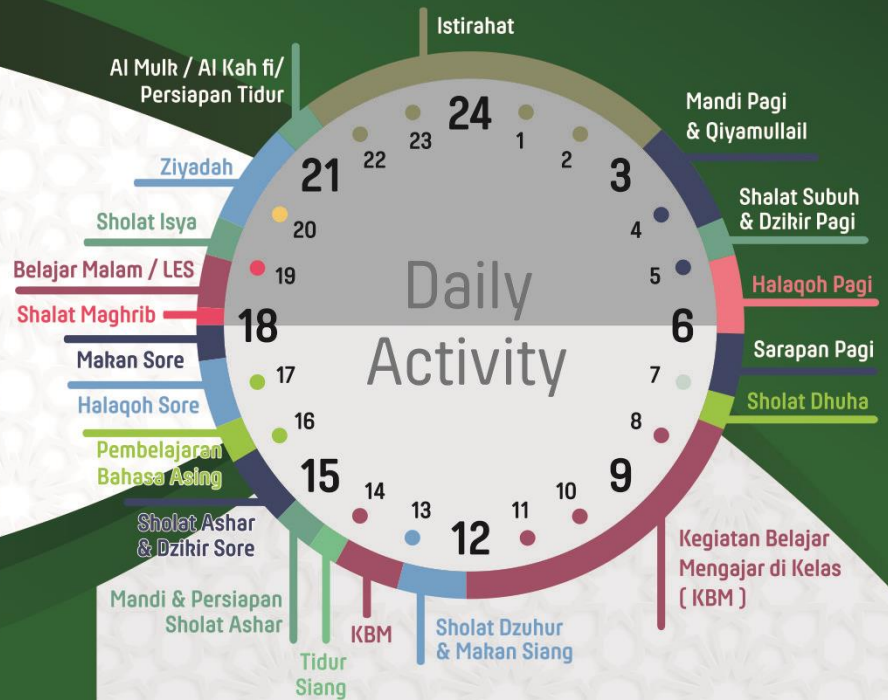 Istirahat
Al Mulk / Al Kah fi/
Persiapan Tidur
Mandi Pagi
& Qiyamullail
Ziyadah
Shalat Subuh
& Dzikir Pagi
Sholat Isya
Belajar Malam / LES
Halaqoh Pagi
Shalat Maghrib
Makan Sore
Sarapan Pagi
Halaqoh Sore
Sholat Dhuha
Pembelajaran
Bahasa Asing
Sholat Ashar
& Dzikir Sore
Mandi & Persiapan
Sholat Ashar
Tidur
Siang
KBM
Sholat Dzuhur
& Makan Siang
Kegiatan Belajar
Mengajar di Kelas
( KBM )
24
1
2
3
4
5
6
7
8
9
10
11
12
13
14
15
16
17
18
19
20
21
22
23
Daily
Activity